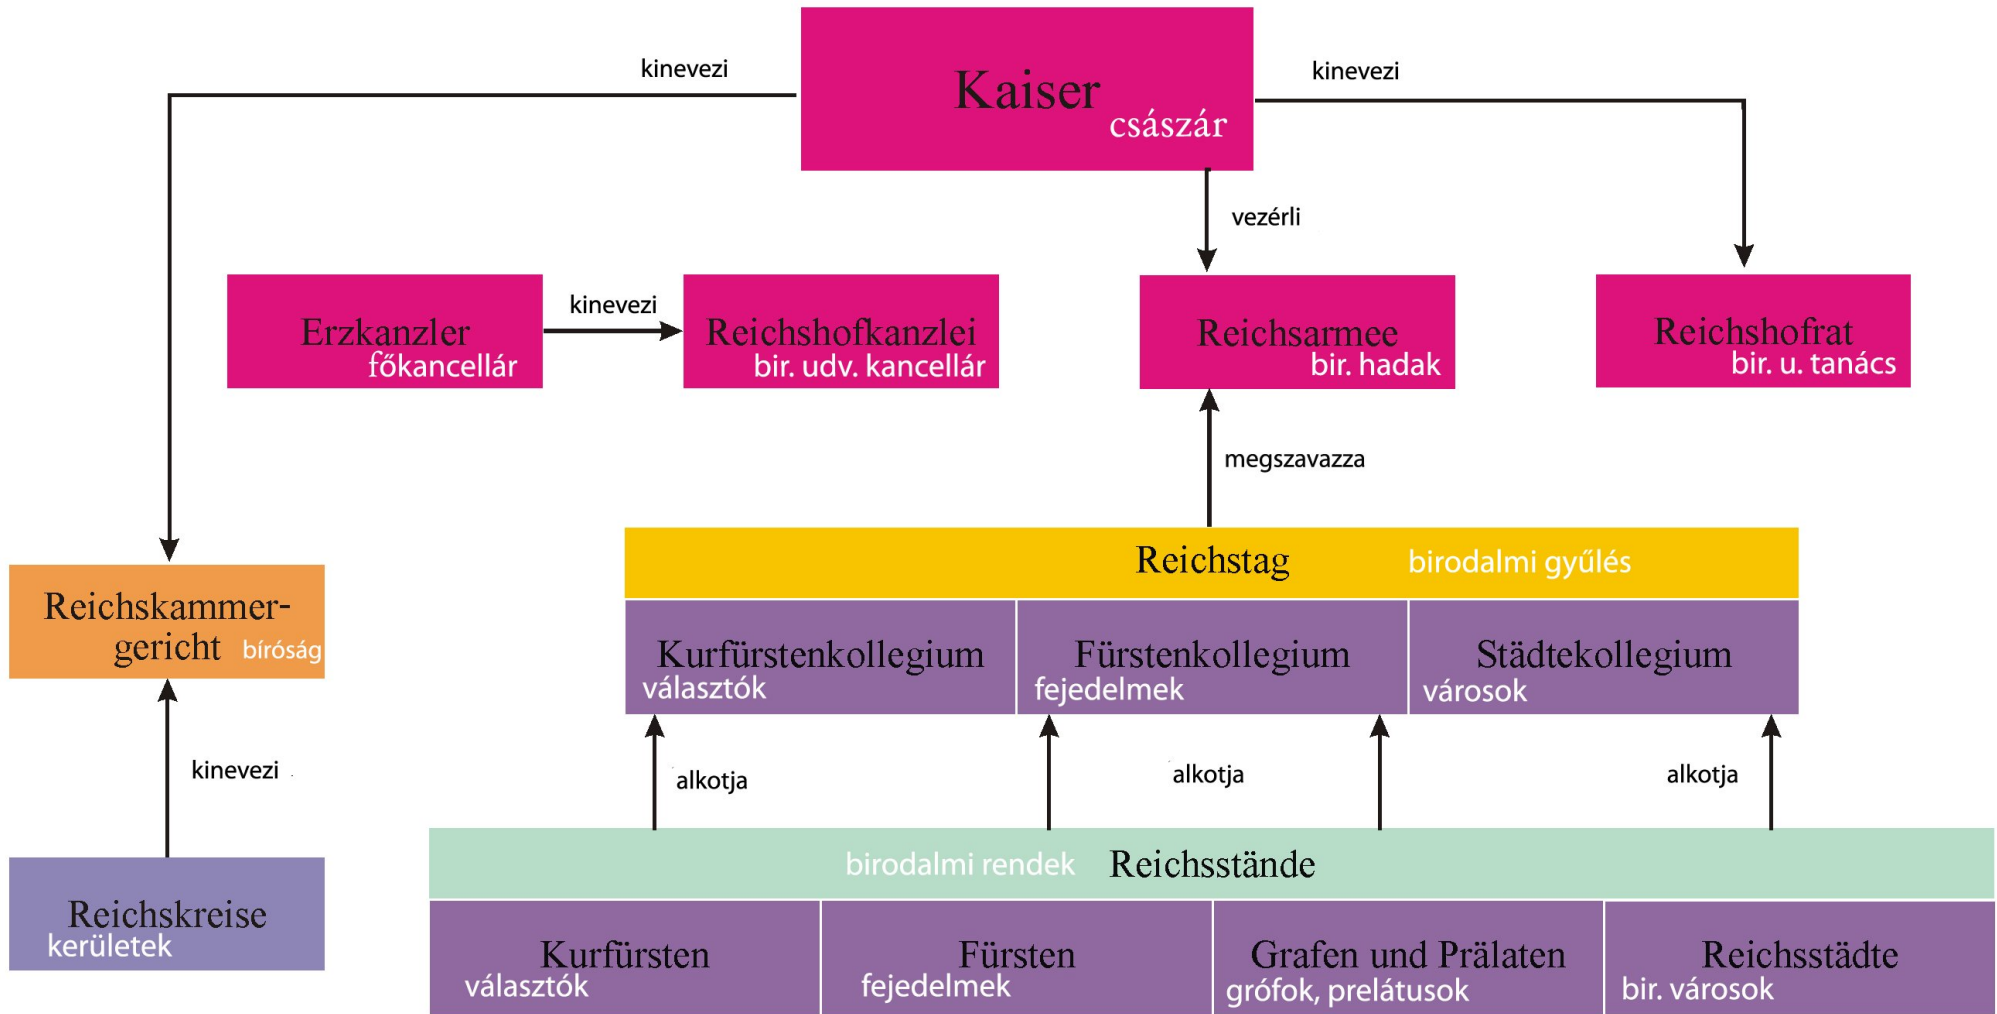 kinevezi
Kaiser
császár
kinevezi
vezérli
Erzkanzler
főkancellár
kinevezi
Reichshofkanzlei
bir. udv. kancellár
Reichsarmee
bir. hadak
Reichshofrat
bir. u. tanács
megszavazza
Reichstag birodalmi gyűlés
Reichskammer-
gericht bíróság
Kurfürstenkollegium
választók
Fürstenkollegium
fejedelmek
Städtekollegium
városok
kinevezi
alkotja
alkotja
alkotja
birodalmi rendek Reichsstände
Reichskreise
kerületek
Kurfürsten
választók
Fürsten
fejedelmek
Grafen und Prälaten
grófok, prelátusok
Reichsstädte
bir. városok